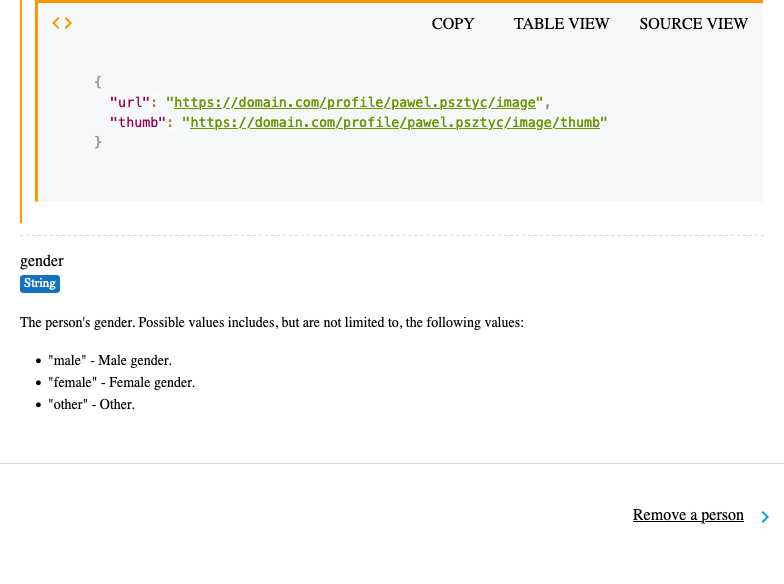 COPY TABLE VIEW SOURCE VIEW
{
"url": "https://domain.com/profile/pawel.psztyc/image",
"thumb": "https://domain.com/profile/pawel.psztyc/image/thumb"
}
gender
String
The person's gender. Possible values includes, but are not limited to, the following values:
• "male" - Male gender.
• "female" - Female gender.
• "other" - Other.
Remove a person